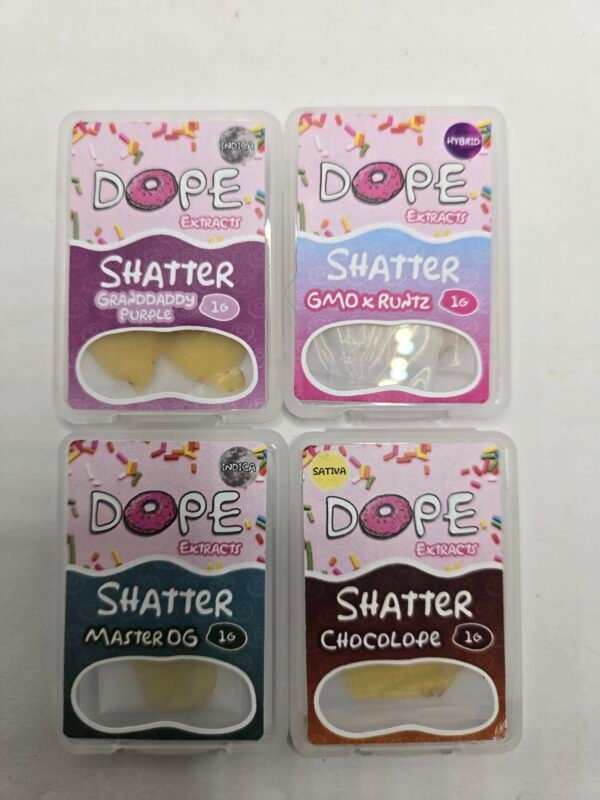 INDICA
DOPE
EXTRACTS
SHATTER
GRANDDADDY
PURPLE
1G
HYBRID
DOPE
EXTRACTS
SHATTER
GMO x RUNTZ 1G
INDICA
DOPE
EXTRACTS
SHATTER
MASTER OG 1G
SATIVA
DOPE
EXTRACTS
SHATTER
CHOCOLOPE 1G